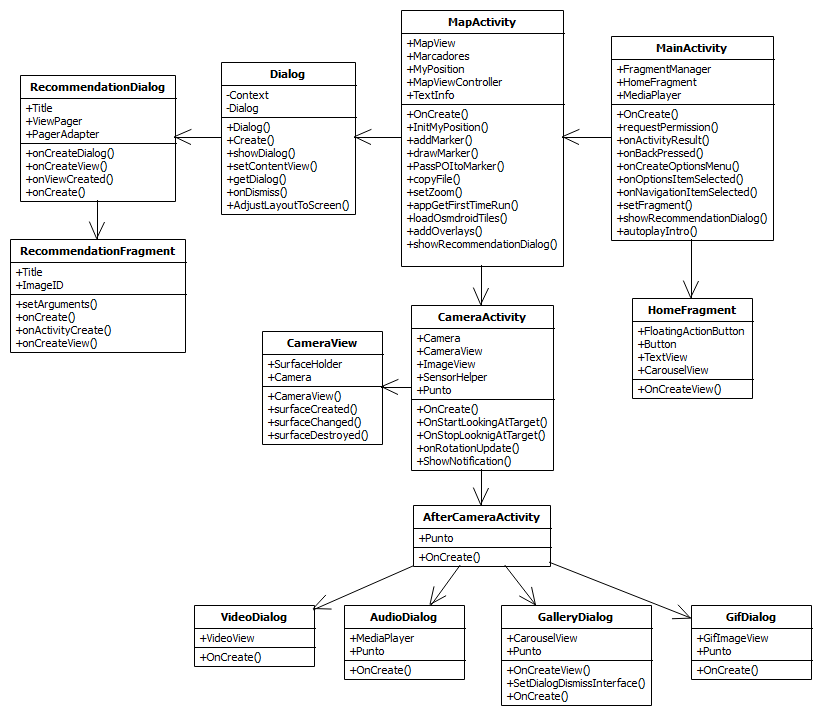 MapActivity
+MapView
+Marcadores
+MyPosition
+MapViewController
+TextInfo
+OnCreate()
+InitMyPosition()
+addMarker()
+drawMarker()
+PassPOItoMarker()
+copyFile()
+setZoom()
+appGetFirstTimeRun()
+loadOsmdroidTiles()
+addOverlays()
+showRecommendationDialog()
MainActivity
+FragmentManager
+HomeFragment
+MediaPlayer
+OnCreate()
+requestPermission()
+onActivityResult()
+onBackPressed()
+onCreateOptionsMenu()
+onOptionsItemSelected()
+onNavigationItemSelected()
+setFragment()
+showRecommendationDialog()
+autoplayIntro()
Dialog
-Context
-Dialog
+Dialog()
+Create()
+showDialog()
+setContentView()
+getDialog()
+onDismiss()
+AdjustLayoutToScreen()
RecommendationDialog
+Title
+ViewPager
+PagerAdapter
+onCreateDialog()
+onCreateView()
+onViewCreated()
+onCreate()
RecommendationFragment
+Title
+ImageID
+setArguments()
+onCreate()
+onActivityCreate()
+onCreateView()
CameraView
+SurfaceHolder
+Camera
+CameraView()
+surfaceCreated()
+surfaceChanged()
+surfaceDestroyed()
CameraActivity
+Camera
+CameraView
+ImageView
+SensorHelper
+Punto
+OnCreate()
+OnStartLookingAtTarget()
+OnStopLooknigAtTarget()
+onRotationUpdate()
+ShowNotification()
HomeFragment
+FloatingActionButton
+Button
+TextView
+CarouselView
+OnCreateView()
AfterCameraActivity
+Punto
+OnCreate()
VideoDialog
+VideoView
+OnCreate()
AudioDialog
+MediaPlayer
+Punto
+OnCreate()
GalleryDialog
+CarouselView
+Punto
+OnCreateView()
+SetDialogDismissInterface()
+OnCreate()
GifDialog
+GifImageView
+Punto
+OnCreate()